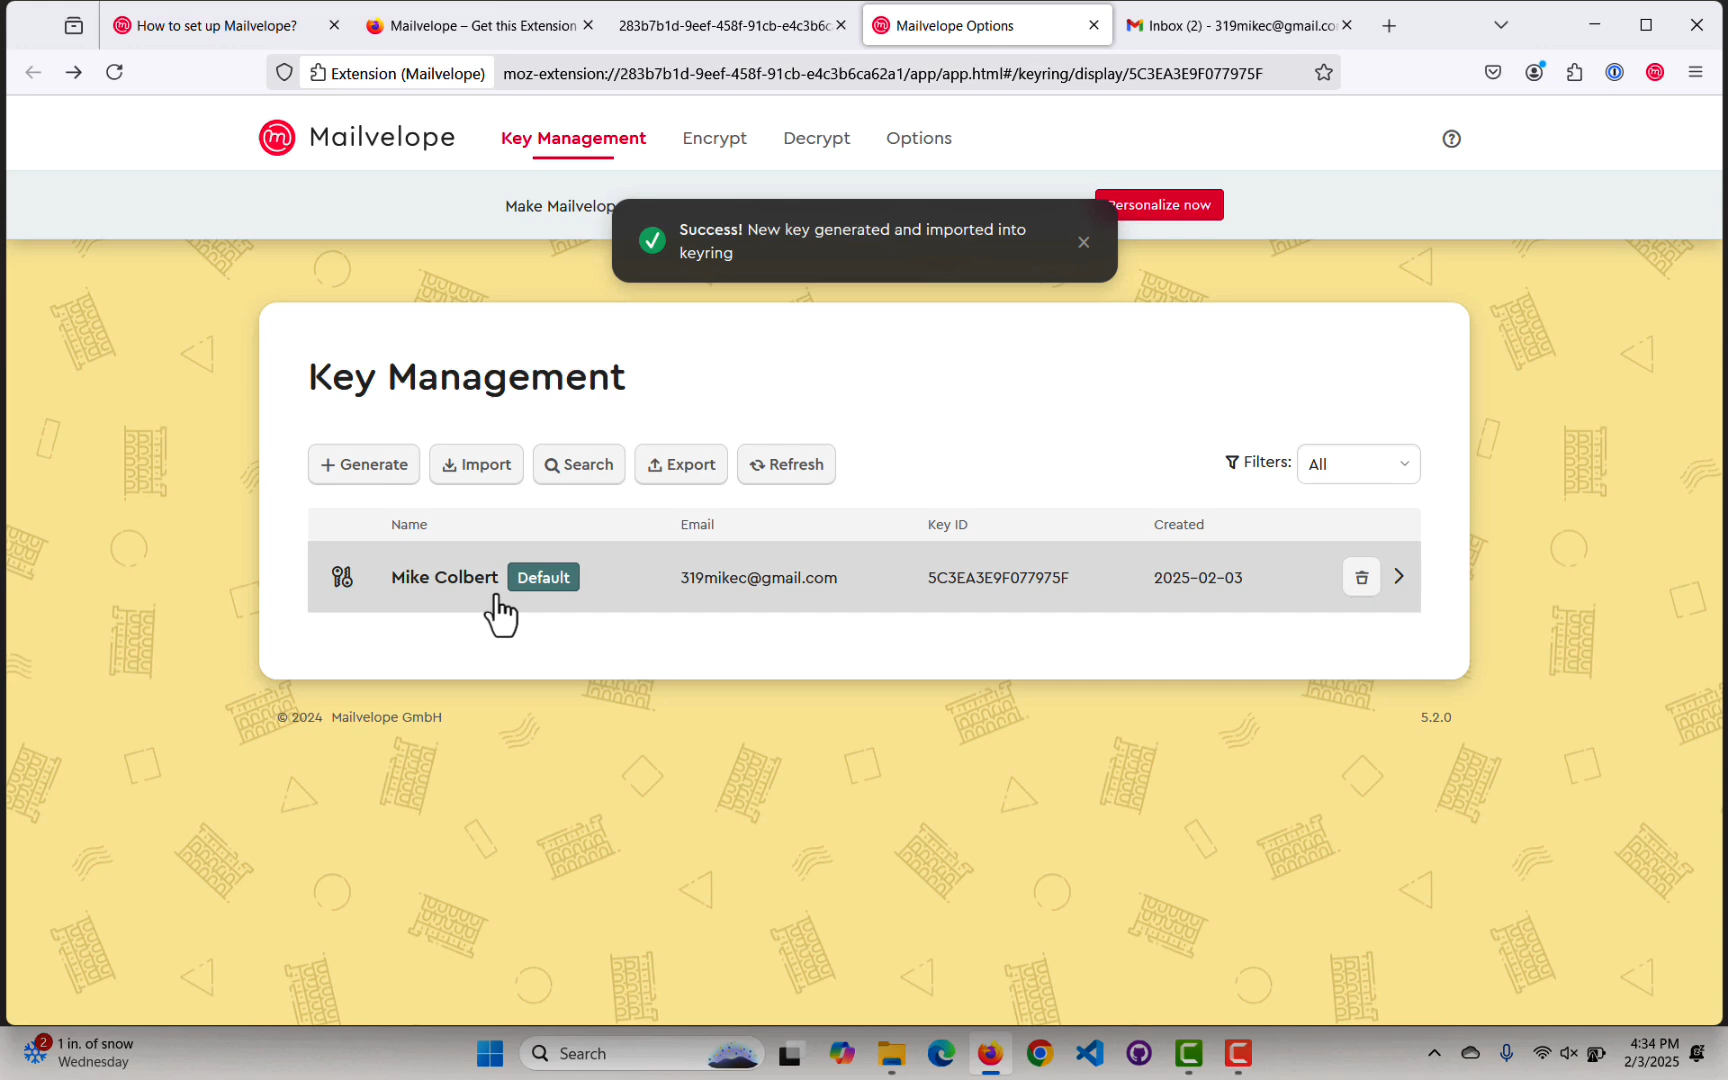 How to set up Mailvelope?
Mailvelope – Get this Extension
283b7b1d-9eef-458f-91cb-e4c3b6c
Mailvelope Options
Inbox (2) - 319mikec@gmail.co
Extension (Mailvelope)
moz-extension://283b7b1d-9eef-458f-91cb-e4c3b6ca62a1/app/app.html#/keyring/display/5C3EA3E9F077975F
Mailvelope
Key Management
Encrypt
Decrypt
Options
Make Mailvelop
Personalize now
Success! New key generated and imported into
keyring
Key Management
Generate
Import
Search
Export
Refresh
Filters:
All
Name
Email
Key ID
Created
Mike Colbert
Default
319mikec@gmail.com
5C3EA3E9F077975F
2025-02-03
© 2024 Mailvelope GmbH
5.2.0
2
1 in. of snow
Wednesday
Search
4:34 PM
2/3/2025